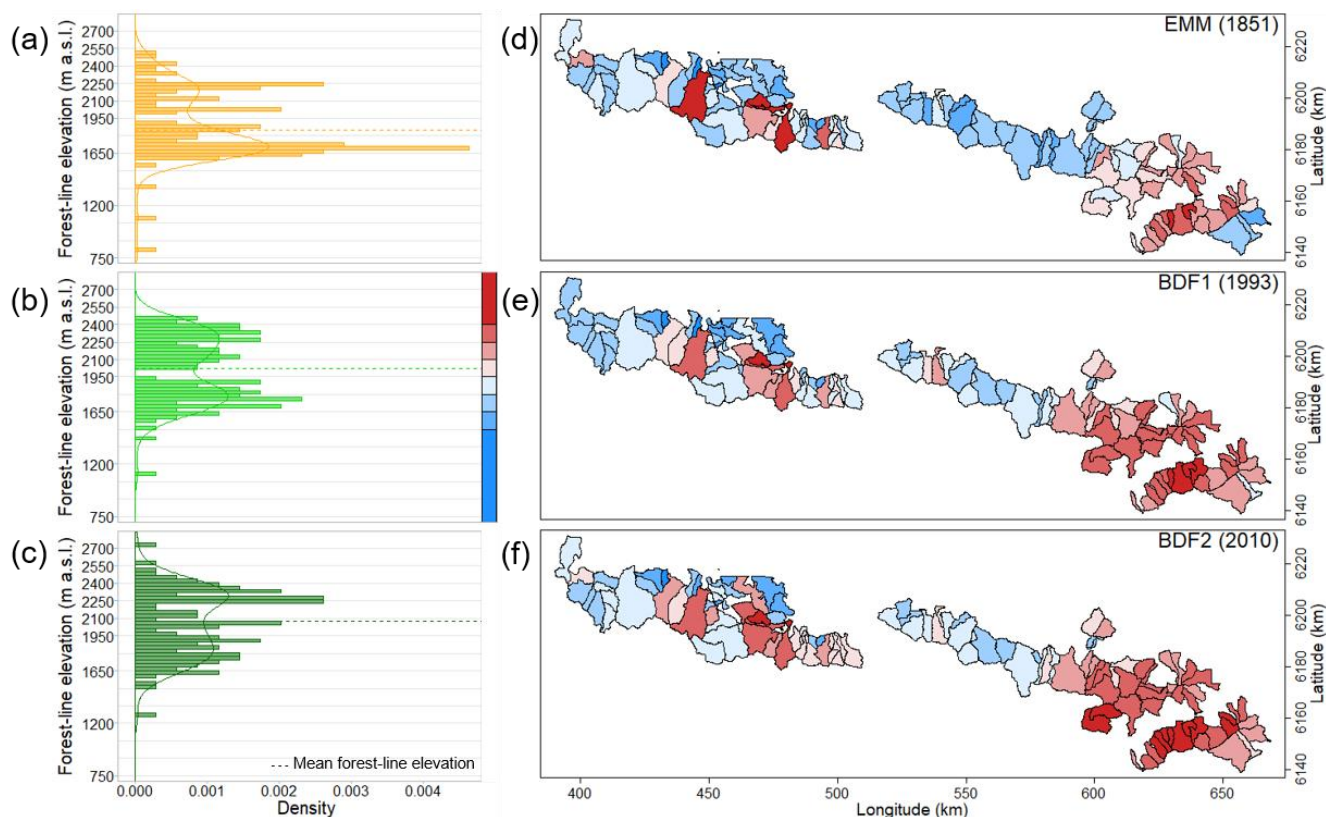 (a)
Forest-line elevation (m a.s.l.)
2700
2550
2400
2250
2100
1950
1650
1200
750
(d)
EMM (1851)
6220
6200
6180
6160
6140
Latitude (km)
(b)
Forest-line elevation (m a.s.l.)
2700
2550
2400
2250
2100
1950
1650
1200
750
(e)
BDF1 (1993)
6220
6200
6180
6160
6140
Latitude (km)
(c)
Forest-line elevation (m a.s.l.)
2700
2550
2400
2250
2100
1950
1650
1200
750
---- Mean forest-line elevation
0.000 0.001 0.002 0.003 0.004
Density
(f)
BDF2 (2010)
6220
6200
6180
6160
6140
Latitude (km)
400 450 500 550 600 650
Longitude (km)